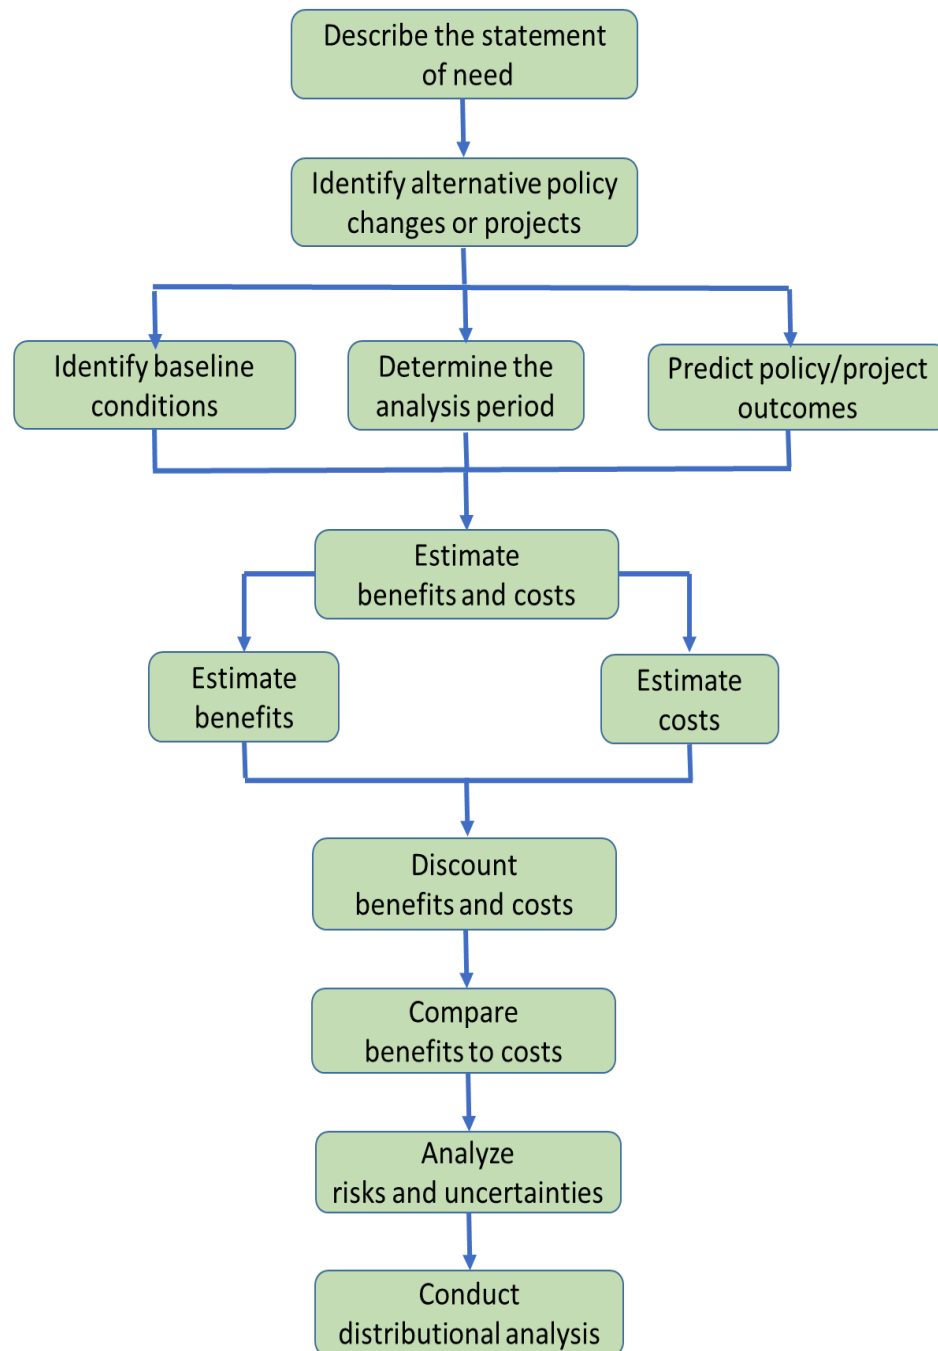 Describe the statement
of need
Identify alternative policy
changes or projects
Identify baseline
conditions
Determine the
analysis period
Predict policy/project
outcomes
Estimate
benefits and costs
Estimate
benefits
Estimate
costs
Discount
benefits and costs
Compare
benefits to costs
Analyze
risks and uncertainties
Conduct
distributional analysis